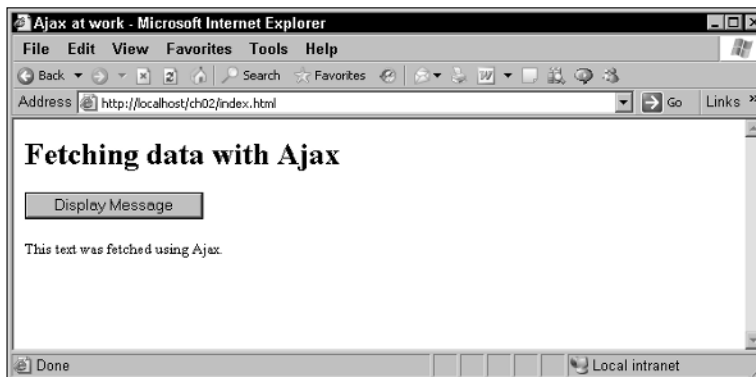 Ajax at work - Microsoft Internet Explorer
File Edit View Favorites Tools Help
Back Search Favorites
Address http://localhost/ch02/index.html Go Links »
Fetching data with Ajax
Display Message
This text was fetched using Ajax.
Done Local intranet